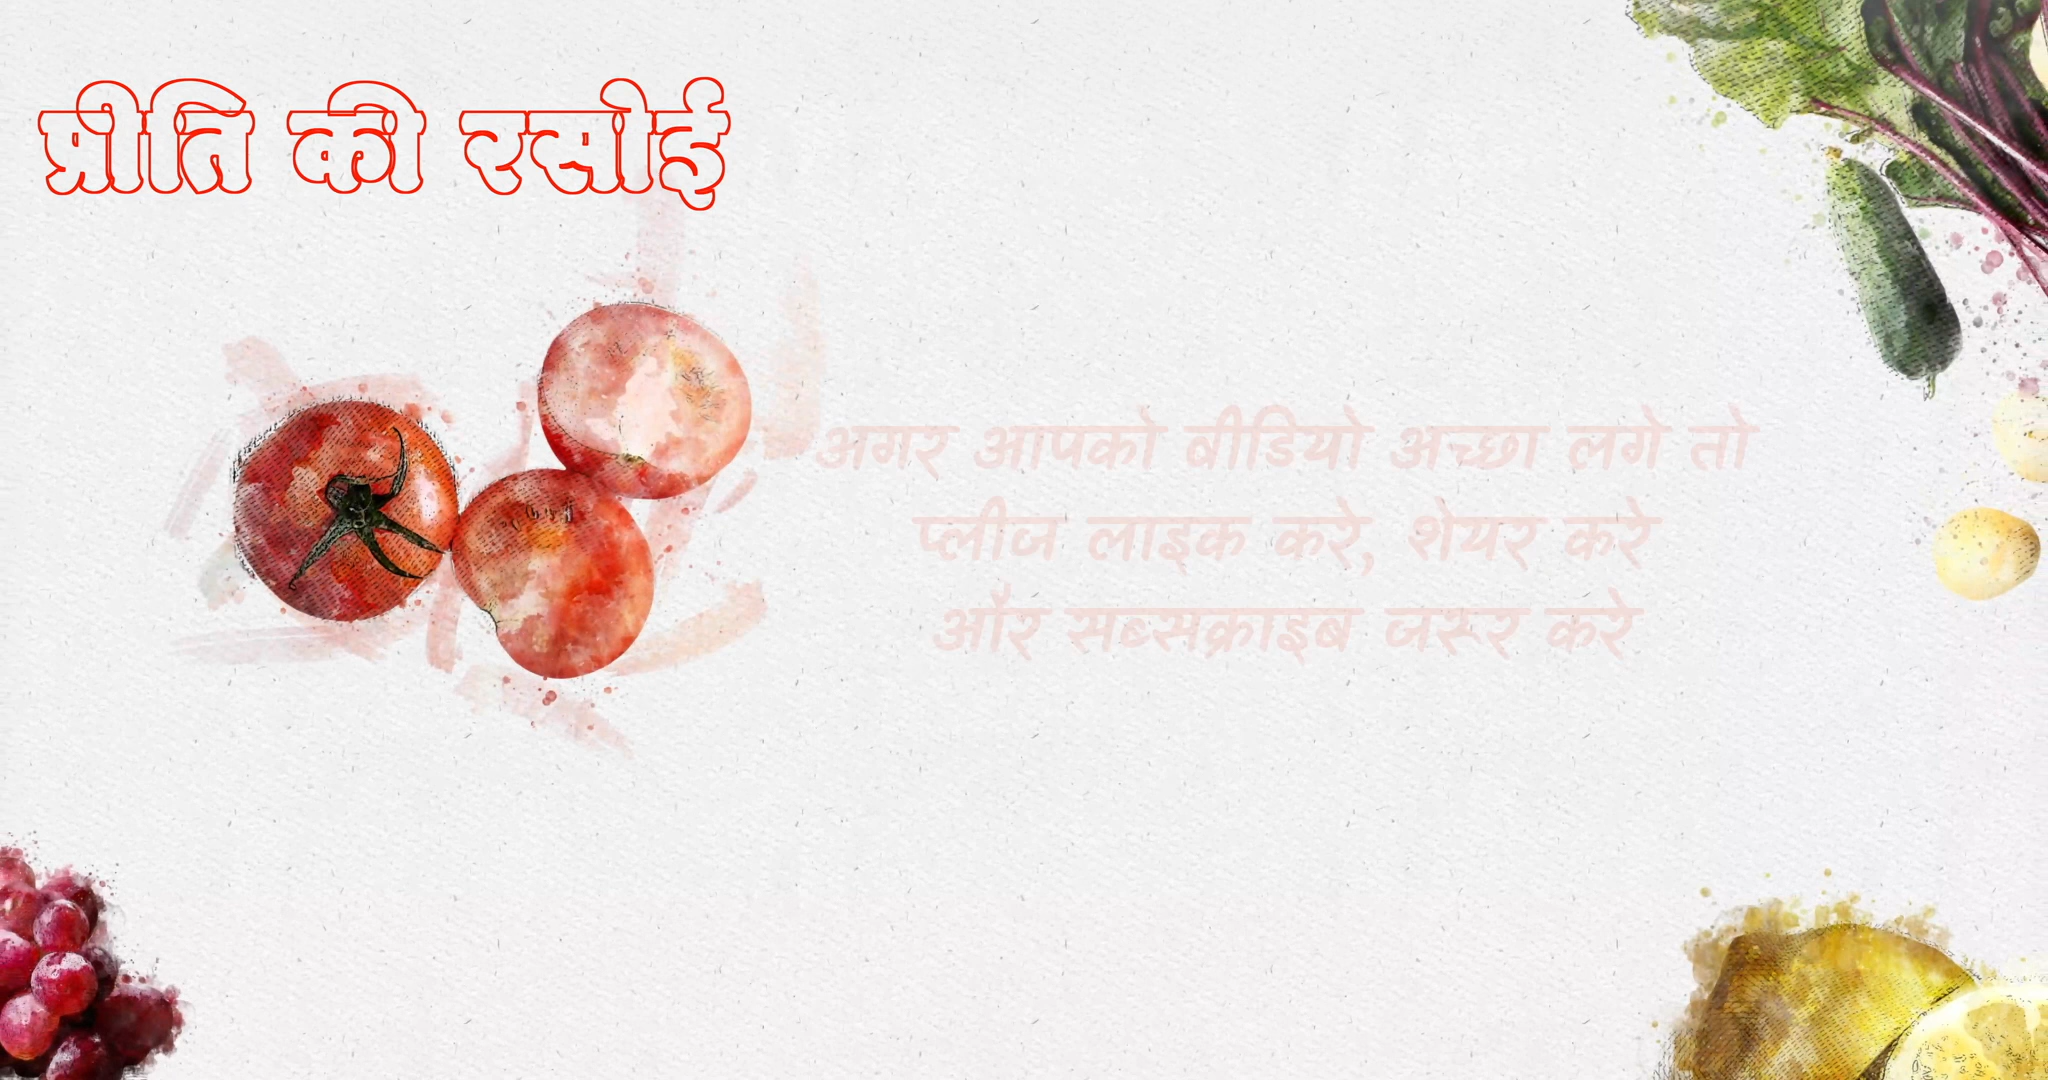 प्रीति की रसोई
अगर आपको वीडियो अच्छा लगे तो
प्लीज लाइक करे, शेयर करे
और सब्सक्राइब जरूर करे